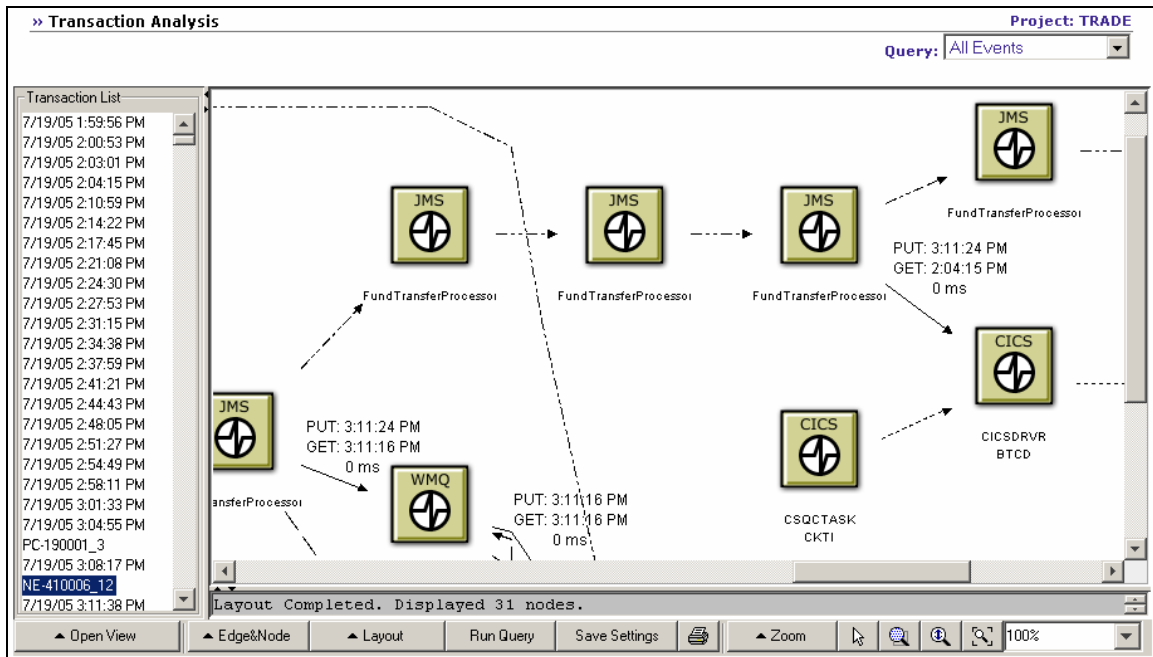 » Transaction Analysis
Project: TRADE
Query: All Events
Transaction List
7/19/05 1:59:56 PM
7/19/05 2:00:53 PM
7/19/05 2:03:01 PM
7/19/05 2:04:15 PM
7/19/05 2:10:59 PM
7/19/05 2:14:22 PM
7/19/05 2:17:45 PM
7/19/05 2:21:08 PM
7/19/05 2:24:30 PM
7/19/05 2:27:53 PM
7/19/05 2:31:15 PM
7/19/05 2:34:38 PM
7/19/05 2:37:59 PM
7/19/05 2:41:21 PM
7/19/05 2:44:43 PM
7/19/05 2:48:05 PM
7/19/05 2:51:27 PM
7/19/05 2:54:49 PM
7/19/05 2:58:11 PM
7/19/05 3:01:33 PM
7/19/05 3:04:55 PM
PC-190001_3
7/19/05 3:08:17 PM
NE-410006_12
7/19/05 3:11:38 PM
JMS
FundTransferProcessor
JMS
JMS
JMS
FundTransferProcessor
FundTransferProcessor
FundTransferProcessor
PUT: 3:11:24 PM
GET: 2:04:15 PM
0 ms
CICS
CICSDRVR
BTCD
JMS
ansferProcessor
PUT: 3:11:24 PM
GET: 3:11:16 PM
0 ms
WMQ
PUT: 3:11:16 PM
GET: 3:11:16 PM
0 ms
CICS
CSQCTASK
CKTI
Layout Completed. Displayed 31 nodes.
Open View
Edge&Node
Layout
Run Query
Save Settings
Zoom
100%